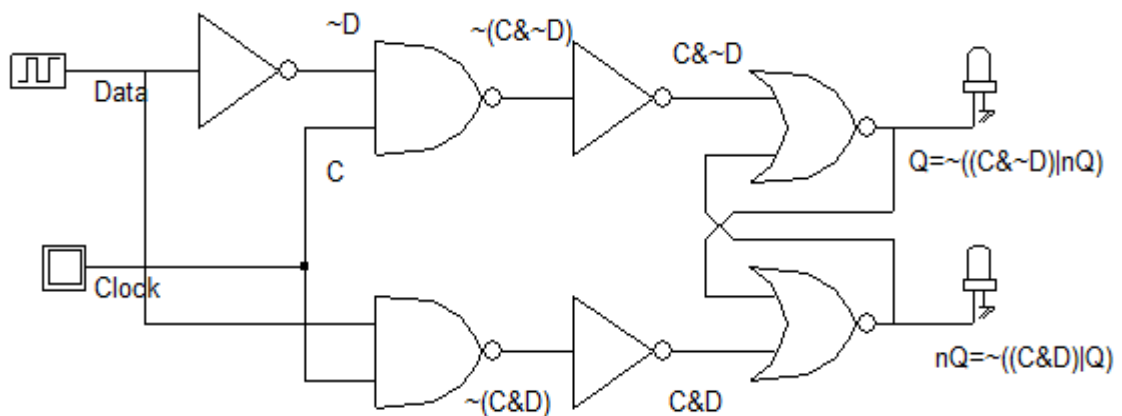 ~D
~(C&~D)
C&~D
Data
Q=~((C&~D)|nQ)
C
Clock
nQ=~((C&D)|Q)
~(C&D)
C&D